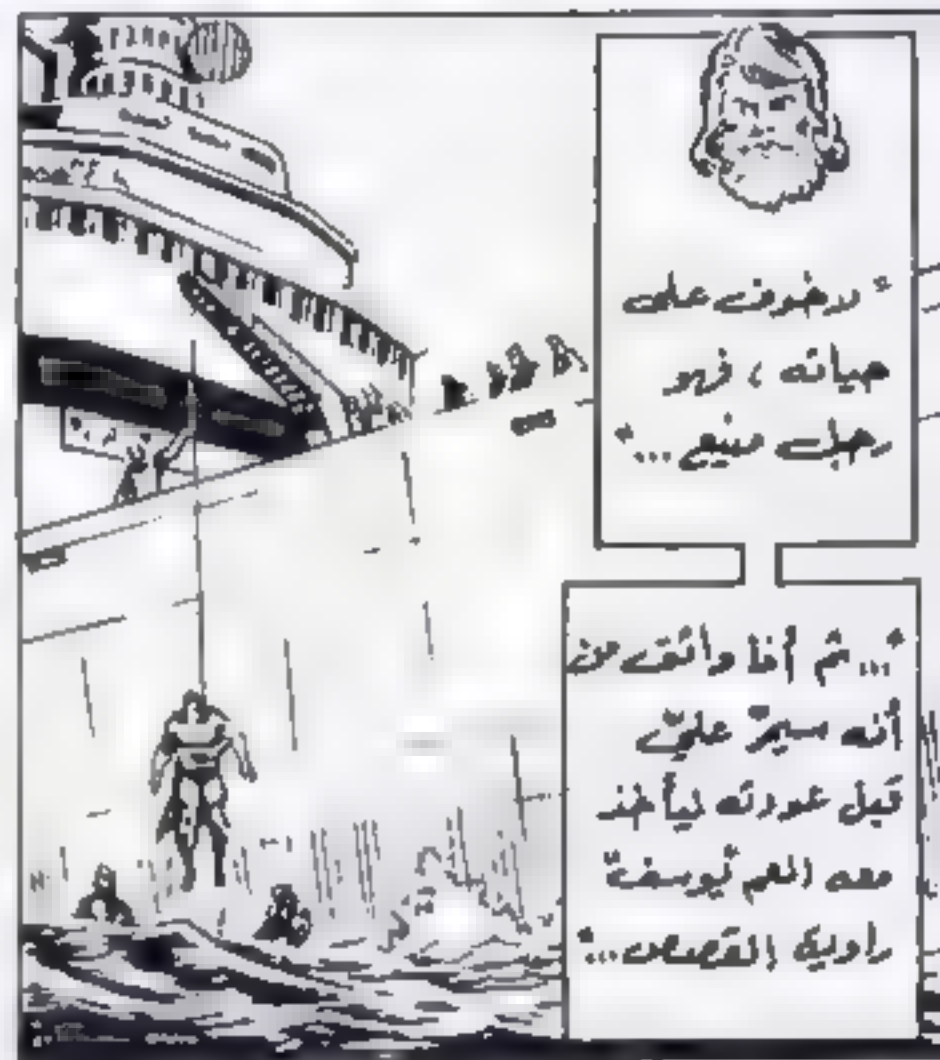 "لاخوف على
حياته ، فهو
رجل منيع ..."
"... ثم أنا واثق من
أنه سيمرّ عليّ
قبل عودته ليأخذ
معه العم "يوسف"
راوية القصص ..."